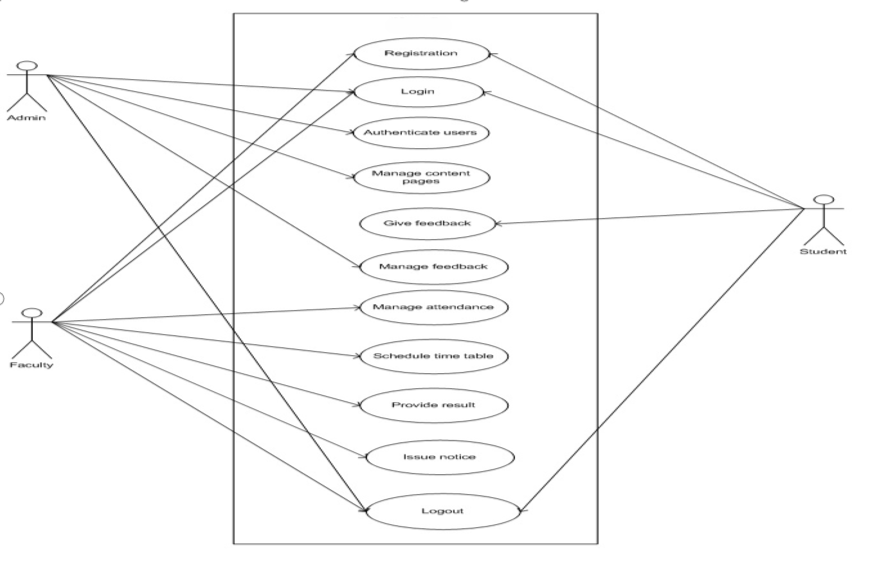 Registration
Admin
Login
Authenticate users
Manage content
pages
Give feedback
Student
Manage feedback
Manage attendance
Faculty
Schedule time table
Provide result
Issue notice
Logout